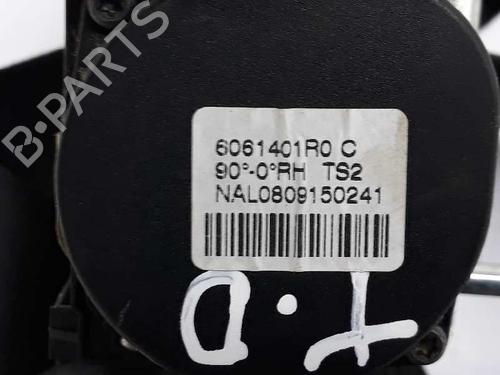 B-PARTS
6061401R0 C
90°-0°RH TS2
NAL0809150241
T·D